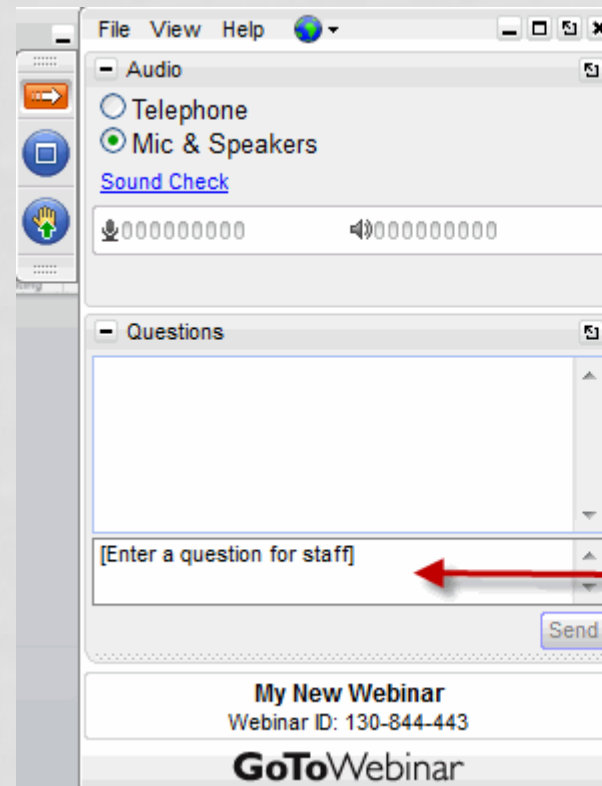 File View Help
Audio
Telephone
Mic & Speakers
Sound Check
000000000 000000000
Questions
[Enter a question for staff]
Send
My New Webinar
Webinar ID: 130-844-443
GoToWebinar